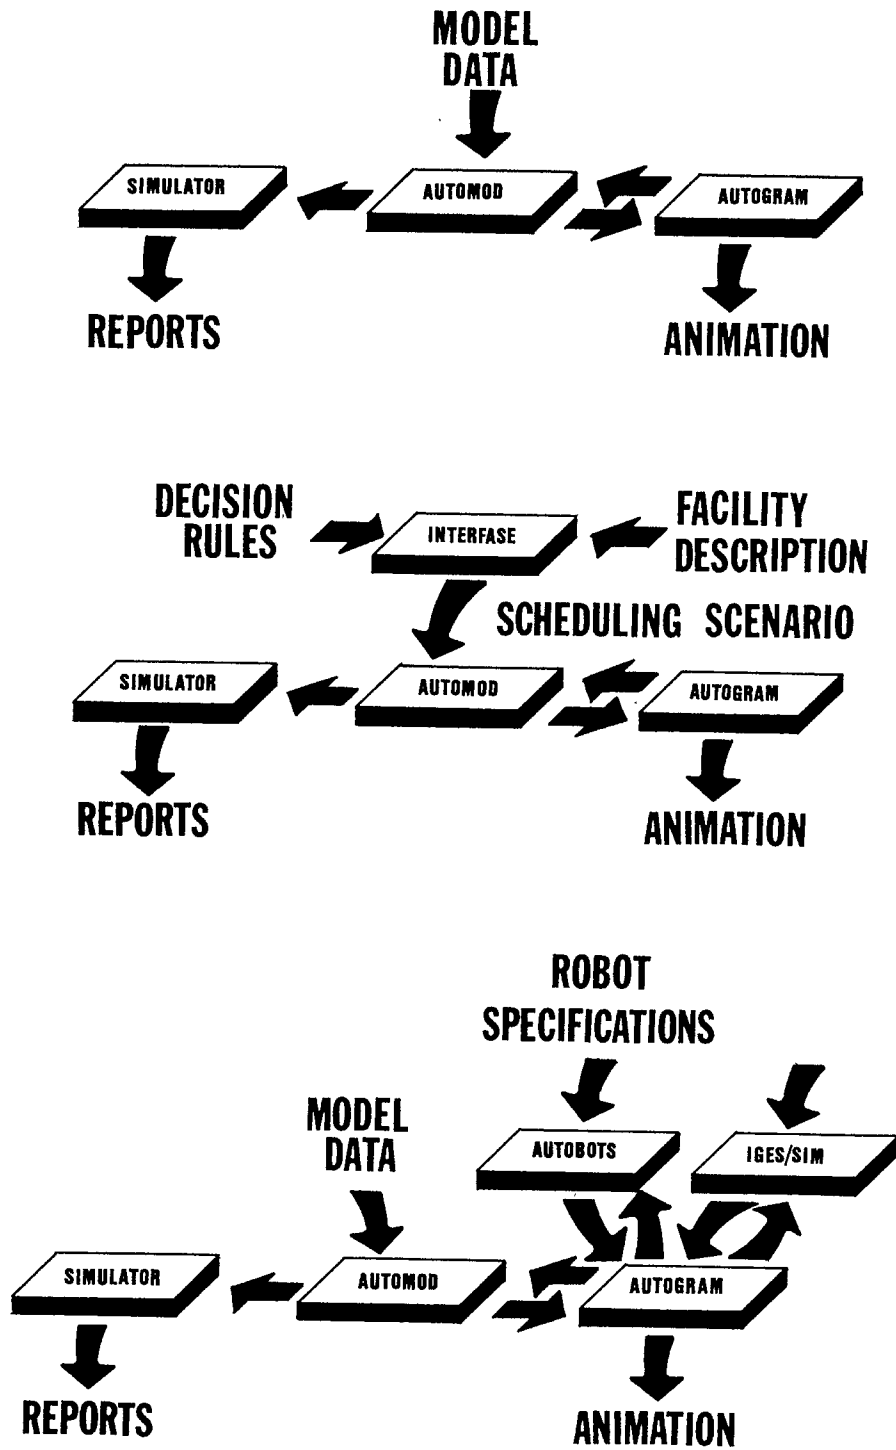 MODEL
DATA
SIMULATOR
AUTOMOD
AUTOGRAM
REPORTS
ANIMATION
DECISION
RULES
INTERFASE
FACILITY
DESCRIPTION
SCHEDULING SCENARIO
SIMULATOR
AUTOMOD
AUTOGRAM
REPORTS
ANIMATION
ROBOT
SPECIFICATIONS
MODEL
DATA
AUTOBOTS
IGES/SIM
SIMULATOR
AUTOMOD
AUTOGRAM
REPORTS
ANIMATION